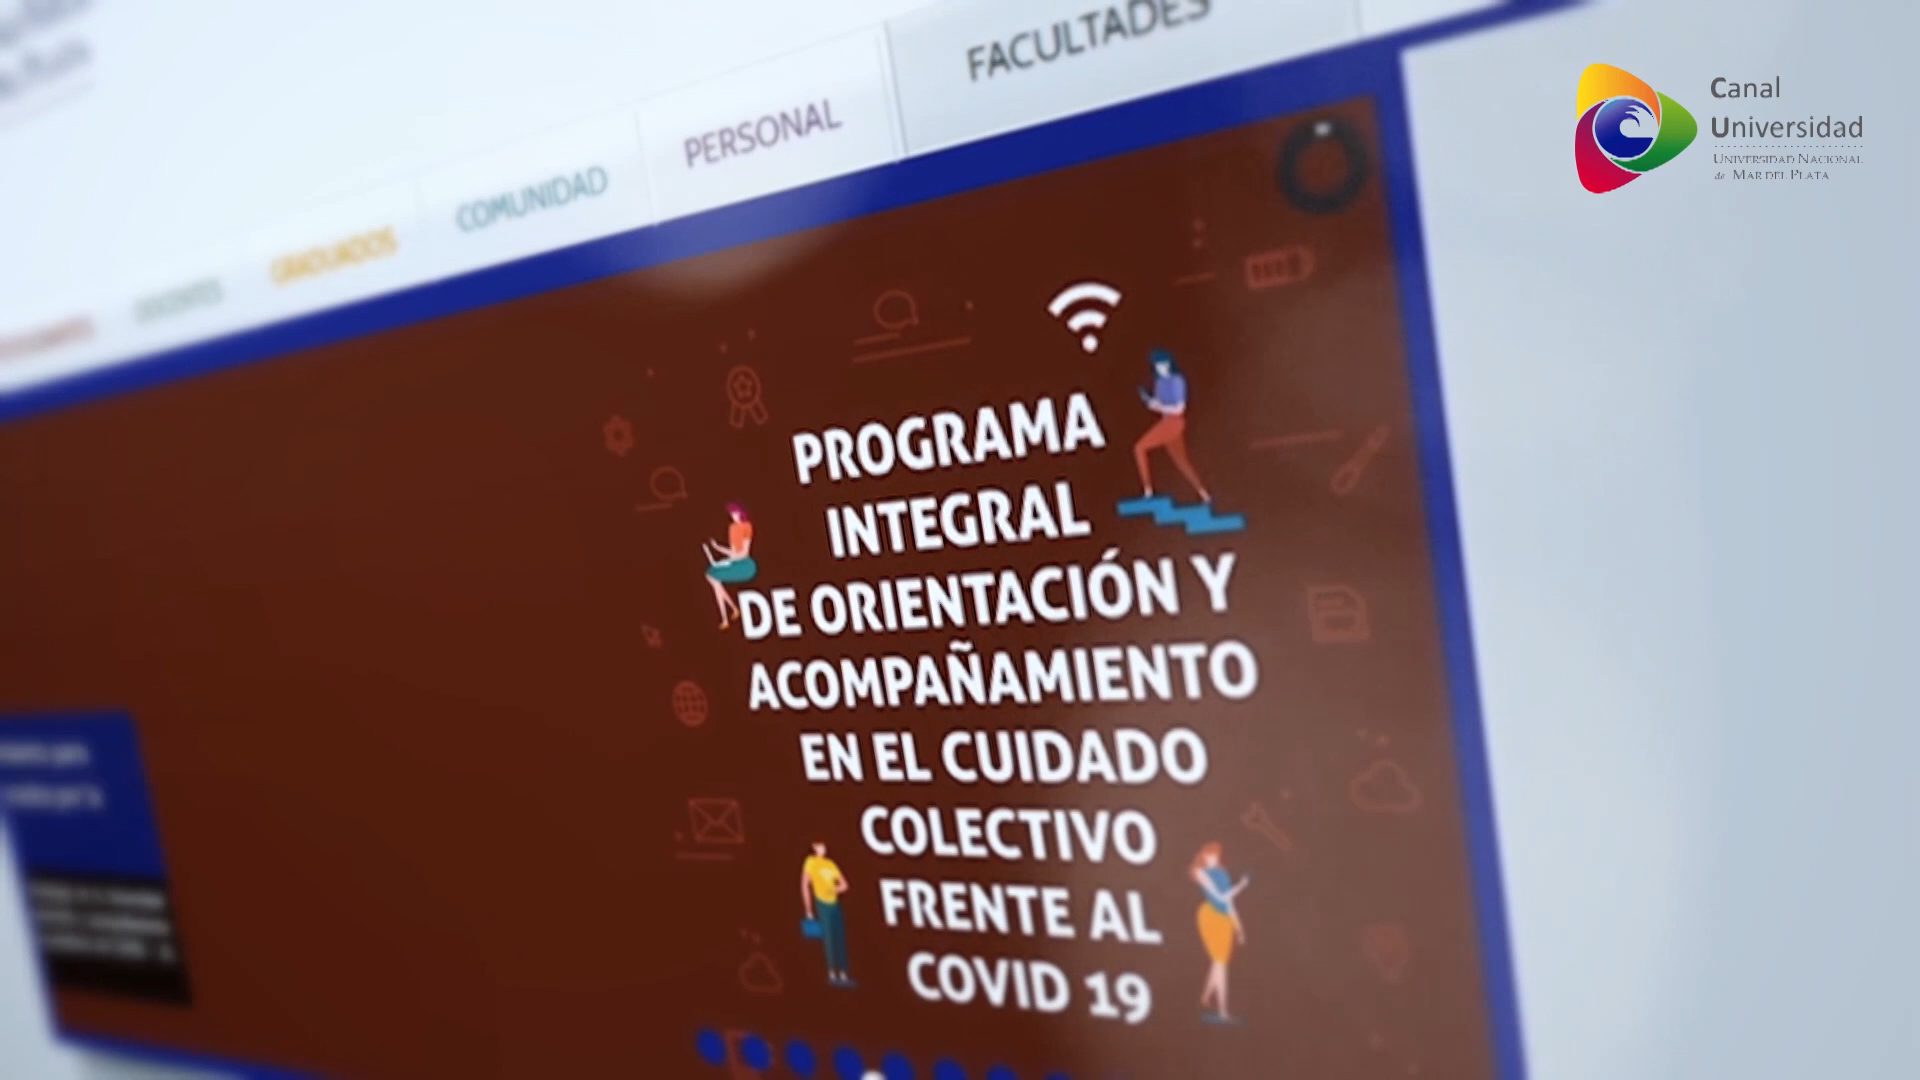 FACULTADES
PERSONAL
COMUNIDAD
GRADUADOS
DOCENTES
Canal
Universidad
UNIVERSIDAD NACIONAL
de MAR DEL PLATA
PROGRAMA
INTEGRAL
DE ORIENTACIÓN Y
ACOMPAÑAMIENTO
EN EL CUIDADO
COLECTIVO
FRENTE AL
COVID 19